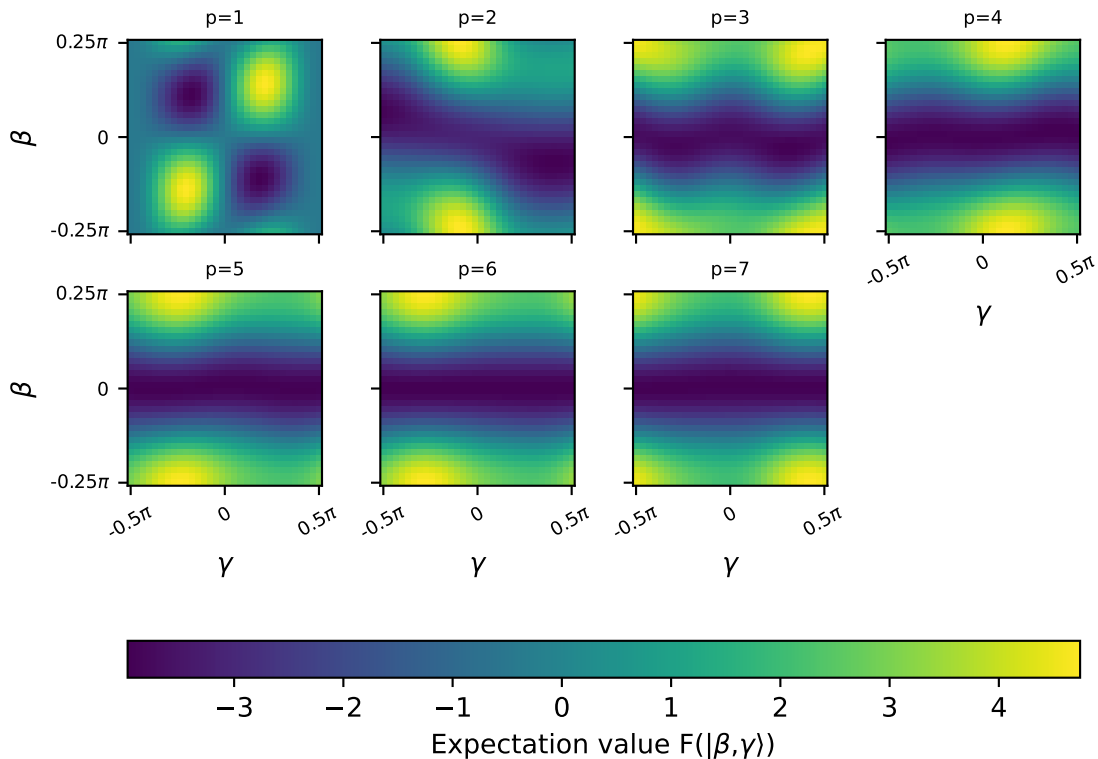 p=1
p=2
p=3
p=4
0.25π
β
0
-0.25π
-0.5π
0
0.5π
γ
p=5
p=6
p=7
0.25π
β
0
-0.25π
-0.5π
0
0.5π
-0.5π
0
0.5π
-0.5π
0
0.5π
γ
γ
γ
−3
−2
−1
0
1
2
3
4
Expectation value F(|β,γ⟩)